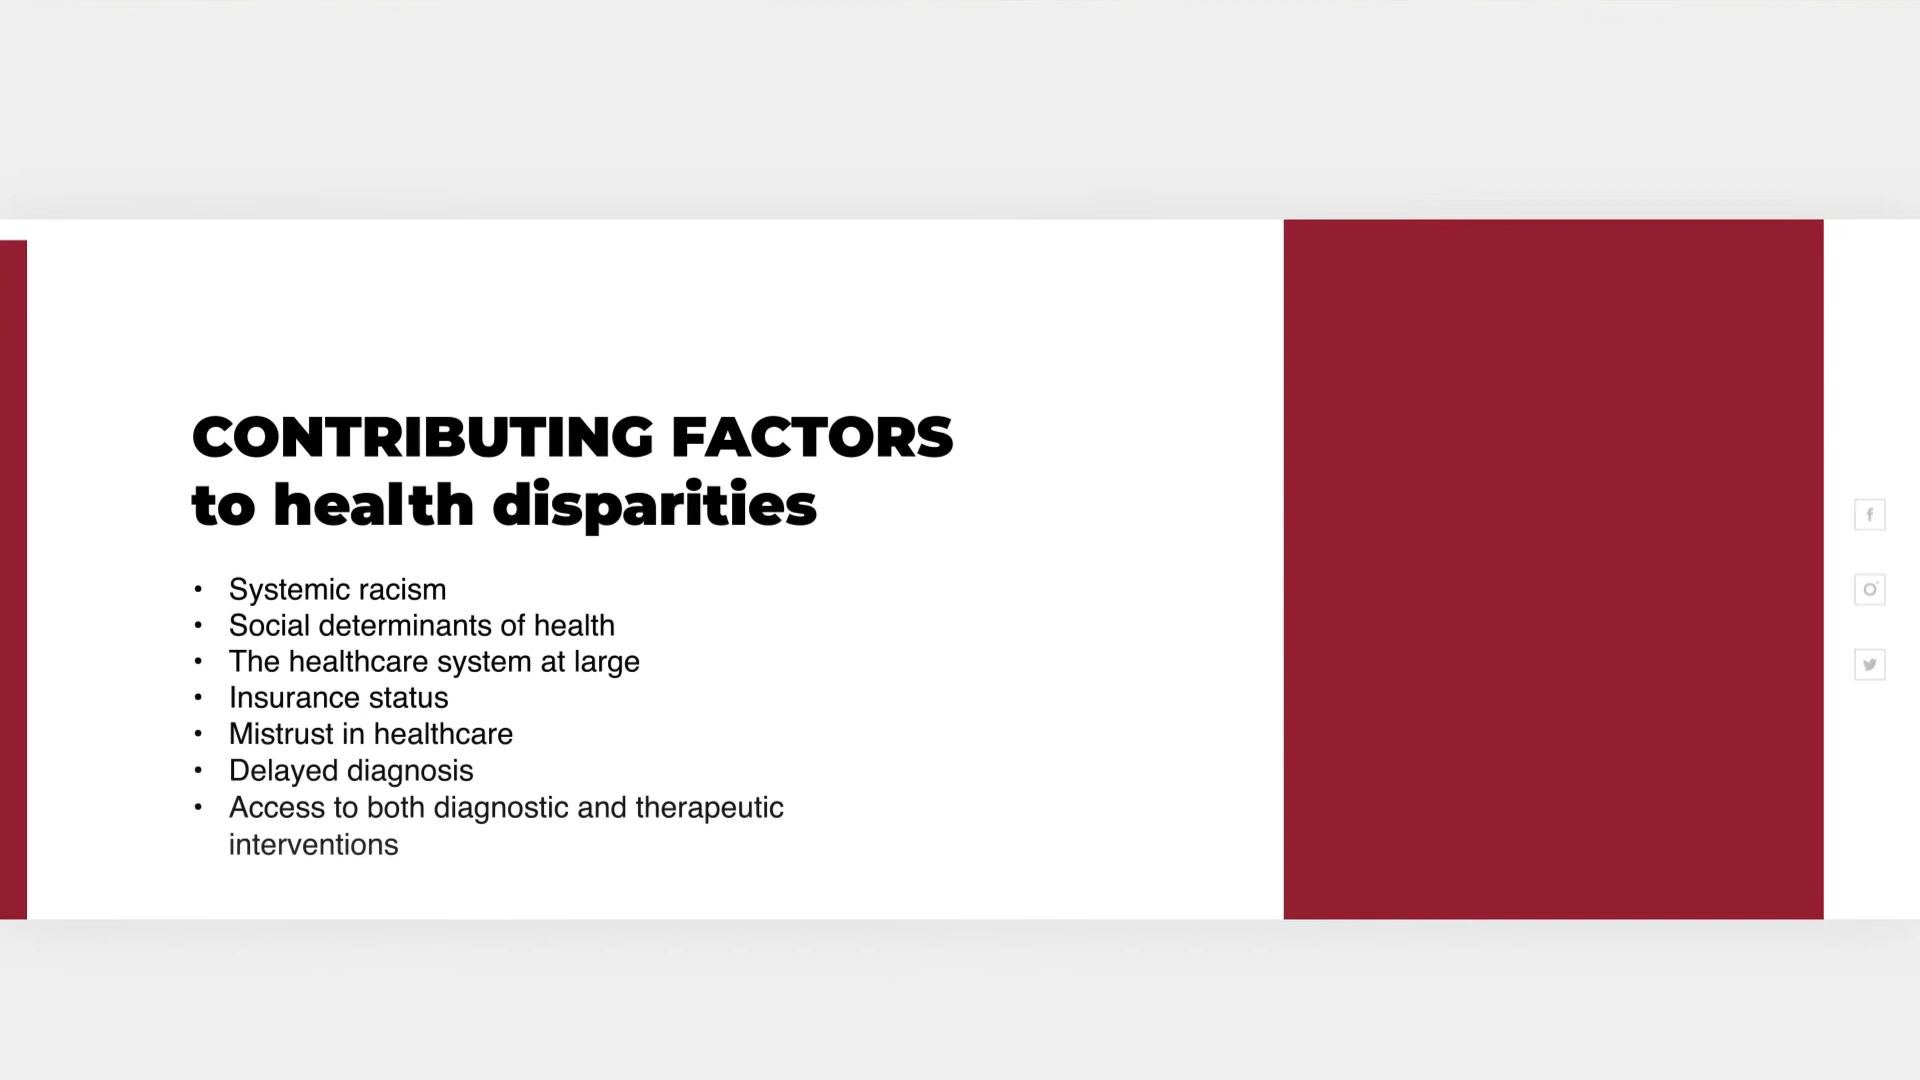 CONTRIBUTING FACTORS
to health disparities
• Systemic racism
• Social determinants of health
• The healthcare system at large
• Insurance status
• Mistrust in healthcare
• Delayed diagnosis
• Access to both diagnostic and therapeutic
interventions